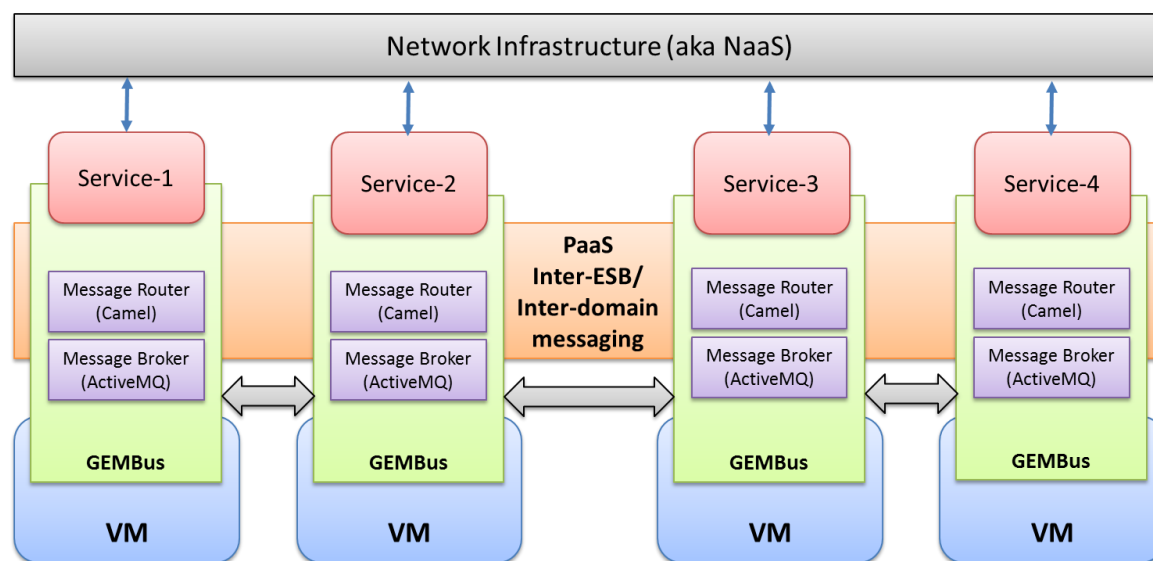 Network Infrastructure (aka NaaS)
Service-1
Service-2
Service-3
Service-4
PaaS
Inter-ESB/
Inter-domain
messaging
Message Router
(Camel)
Message Broker
(ActiveMQ)
GEMBus
VM
Message Router
(Camel)
Message Broker
(ActiveMQ)
GEMBus
VM
Message Router
(Camel)
Message Broker
(ActiveMQ)
GEMBus
VM
Message Router
(Camel)
Message Broker
(ActiveMQ)
GEMBus
VM